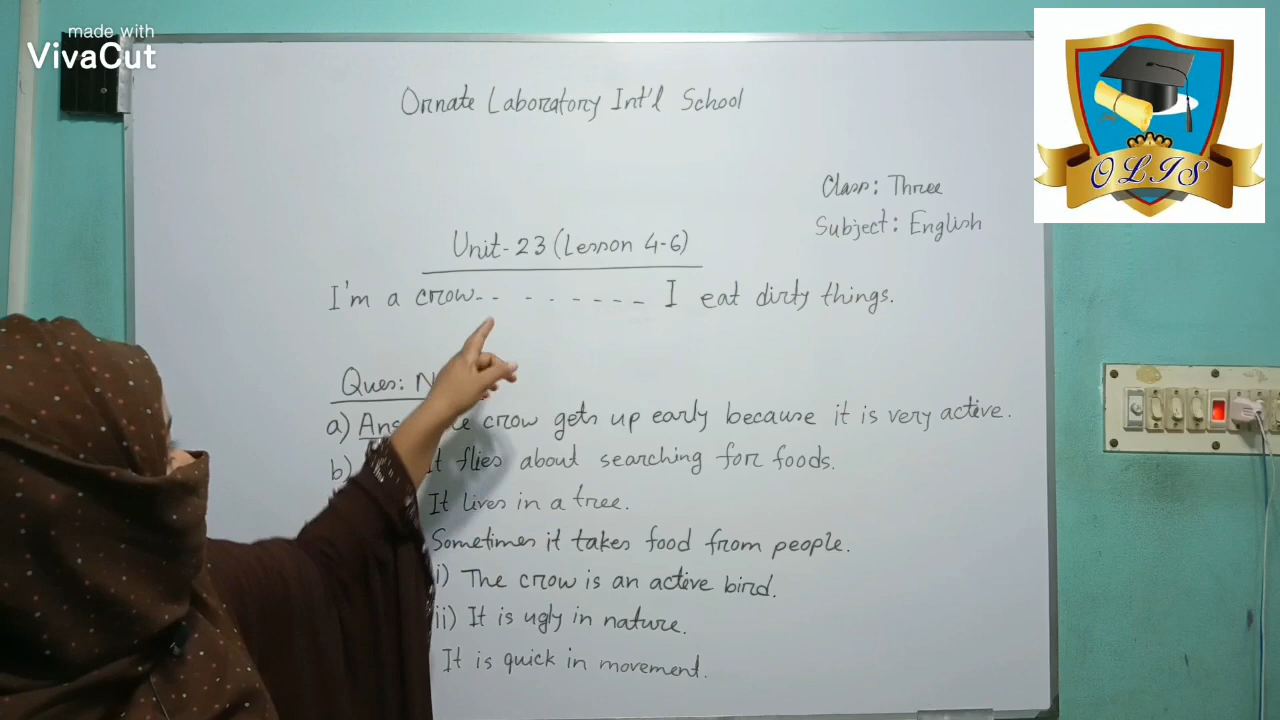 made with
VivaCut
Ornate Laboratory Int'l School
OLIS
Class: Three
Subject: English
Unit-23 (Lesson 4-6)
I'm a crow-- - - - - - - I eat dirty things.
Ques: N
a) Ans crow gets up early because it is very active.
b) It flies about searching for foods.
It lives in a tree.
Sometimes it takes food from people.
i) The crow is an active bird.
ii) It is ugly in nature.
It is quick in movement.